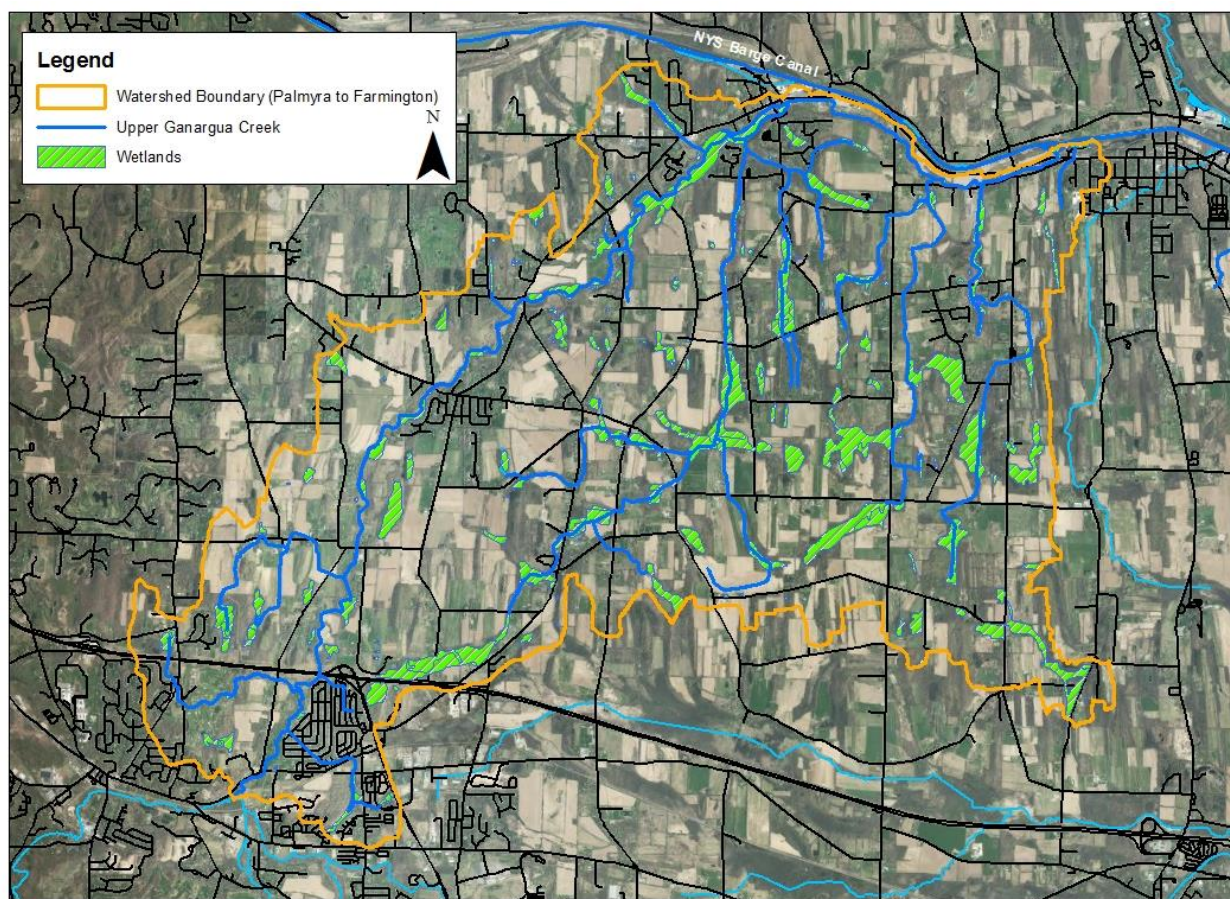 NYS Barge Canal
Legend
Watershed Boundary (Palmyra to Farmington)
N
Upper Ganargua Creek
Wetlands